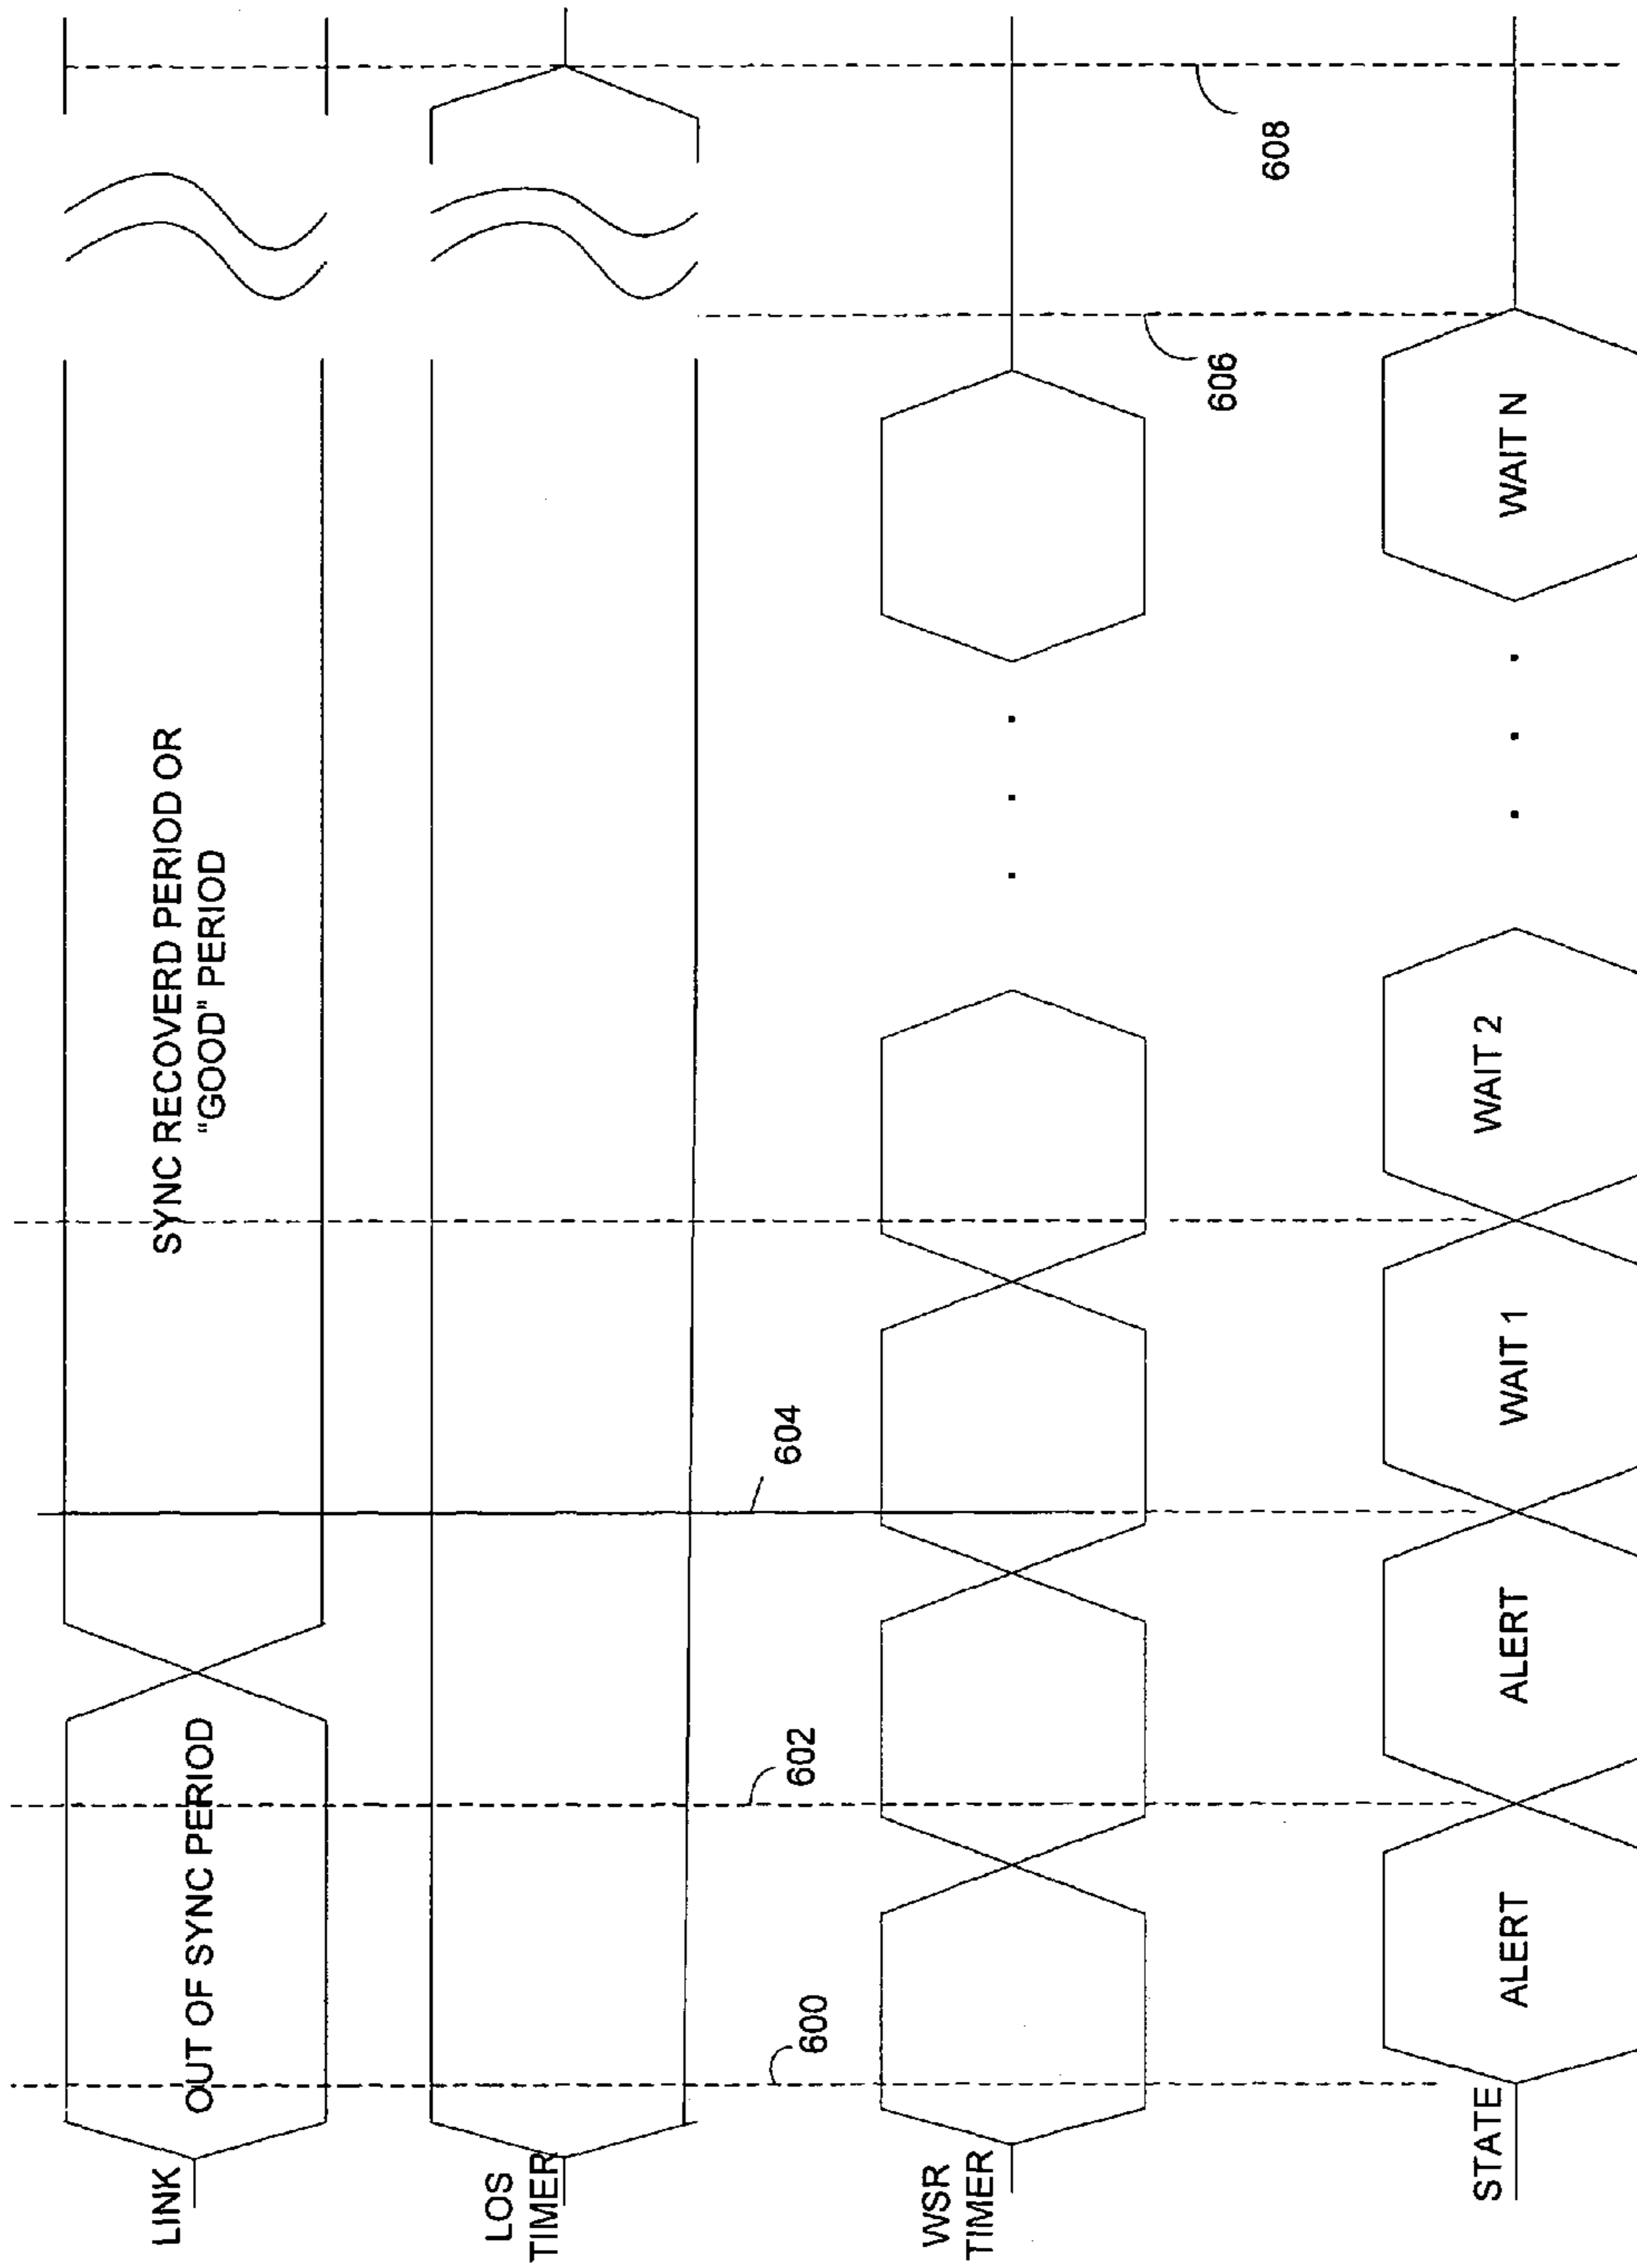 LINK
OUT OF SYNC PERIOD
SYNC RECOVERD PERIOD OR
"GOOD" PERIOD
LOS
TIMER
600
602
604
WSR
TIMER
606
608
STATE
ALERT
ALERT
WAIT 1
WAIT 2
. . .
. . .
WAIT N